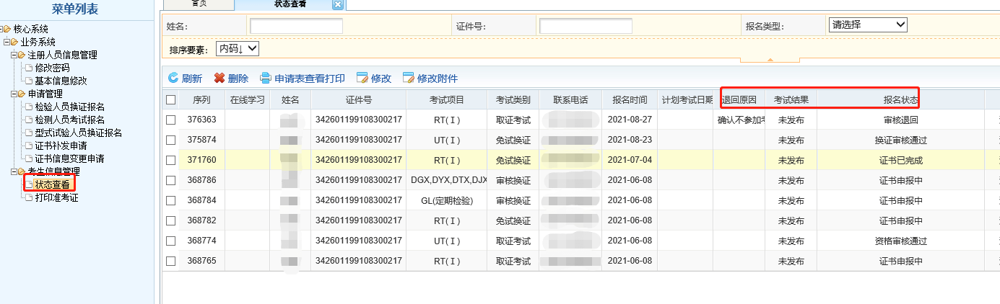 菜单列表
核心系统
业务系统
注册人员信息管理
修改密码
基本信息修改
申请管理
检验人员换证报名
检测人员考试报名
型式试验人员换证报名
证书补发申请
证书信息变更申请
考生信息管理
状态查看
打印准考证
首页 状态查看
姓名: 证件号: 报名类型: 请选择
排序要素: 内码↓
刷新 删除 申请表查看打印 修改 修改附件
序列 在线学习 姓名 证件号 考试项目 考试类别 联系电话 报名时间 计划考试日期 退回原因 考试结果 报名状态
376363 342601199108300217 RT(Ⅰ) 取证考试 2021-08-27 确认不参加考 未发布 审核退回
375874 342601199108300217 UT(Ⅰ) 免试换证 2021-08-23 未发布 换证审核通过
371760 342601199108300217 RT(Ⅰ) 免试换证 2021-07-04 未发布 证书已完成
368786 342601199108300217 DGX,DYX,DTX,DJX 审核换证 2021-06-08 未发布 证书申报中
368784 342601199108300217 GL(定期检验) 审核换证 2021-06-08 未发布 证书申报中
368782 342601199108300217 RT(Ⅰ) 免试换证 2021-06-08 未发布 证书申报中
368774 342601199108300217 UT(Ⅰ) 取证考试 2021-06-08 未发布 资格审核通过
368765 342601199108300217 RT(Ⅰ) 取证考试 2021-06-08 未发布 证书申报中